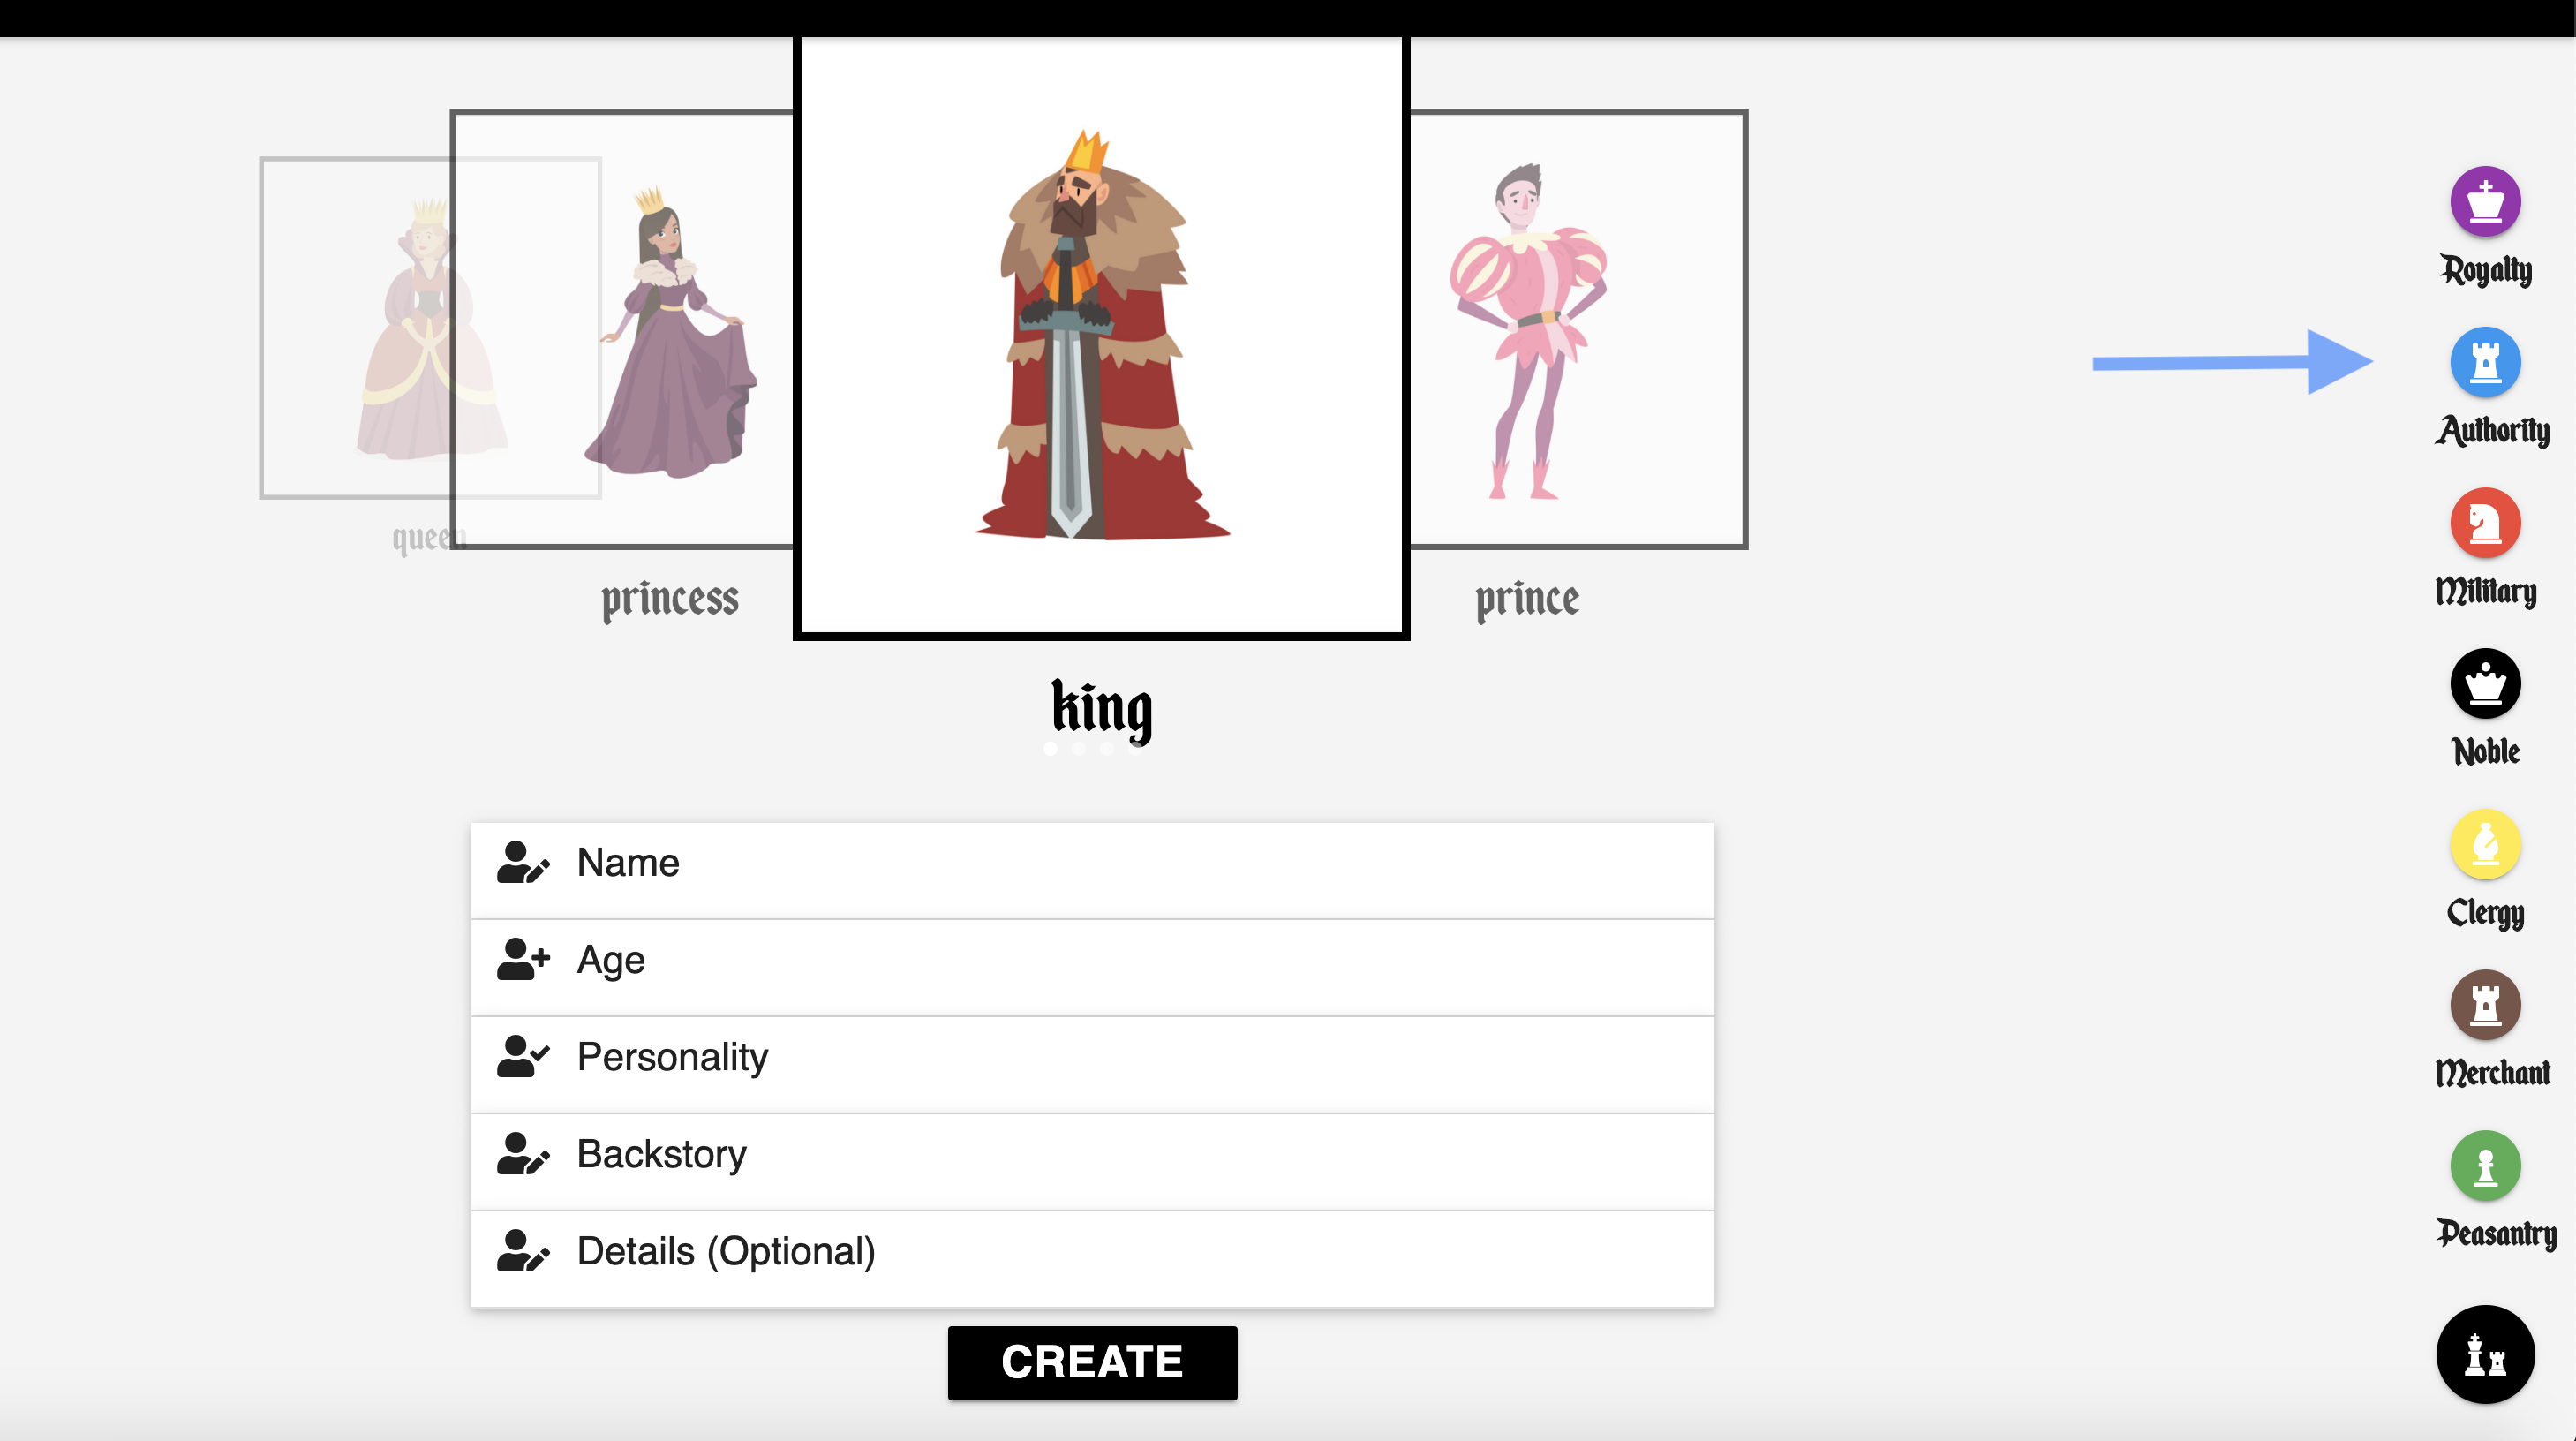 queen
princess
king
prince
Name
Age
Personality
Backstory
Details (Optional)
CREATE
Royalty
Authority
Military
Noble
Clergy
Merchant
Peasantry